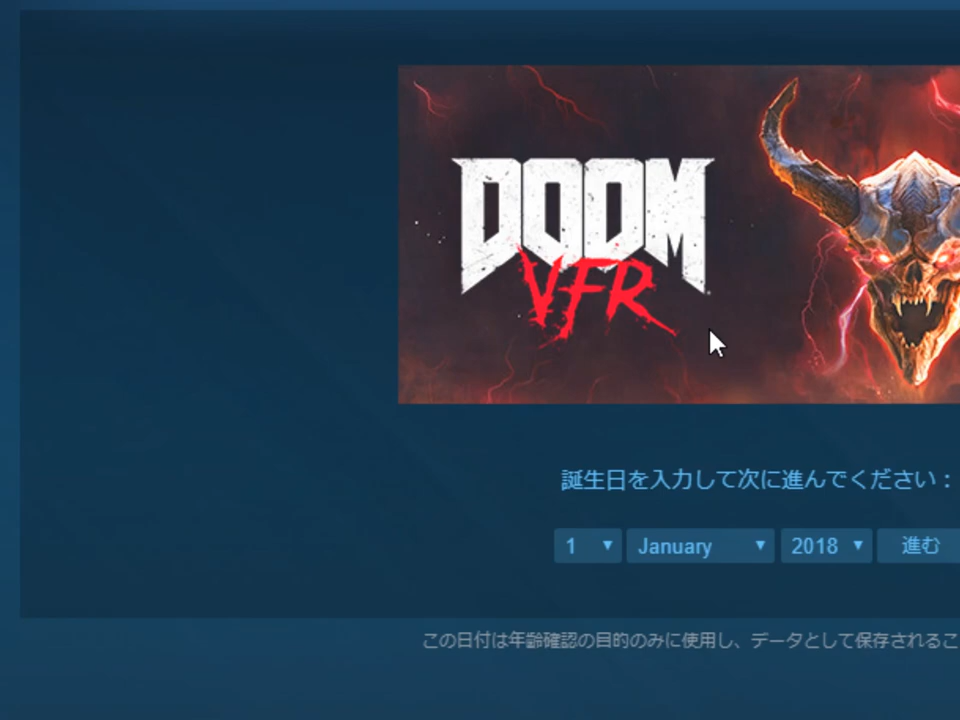 DOOM
VFR
誕生日を入力して次に進んでください：
1 January 2018 進む
この日付は年齢確認の目的のみに使用し、データとして保存されるこ